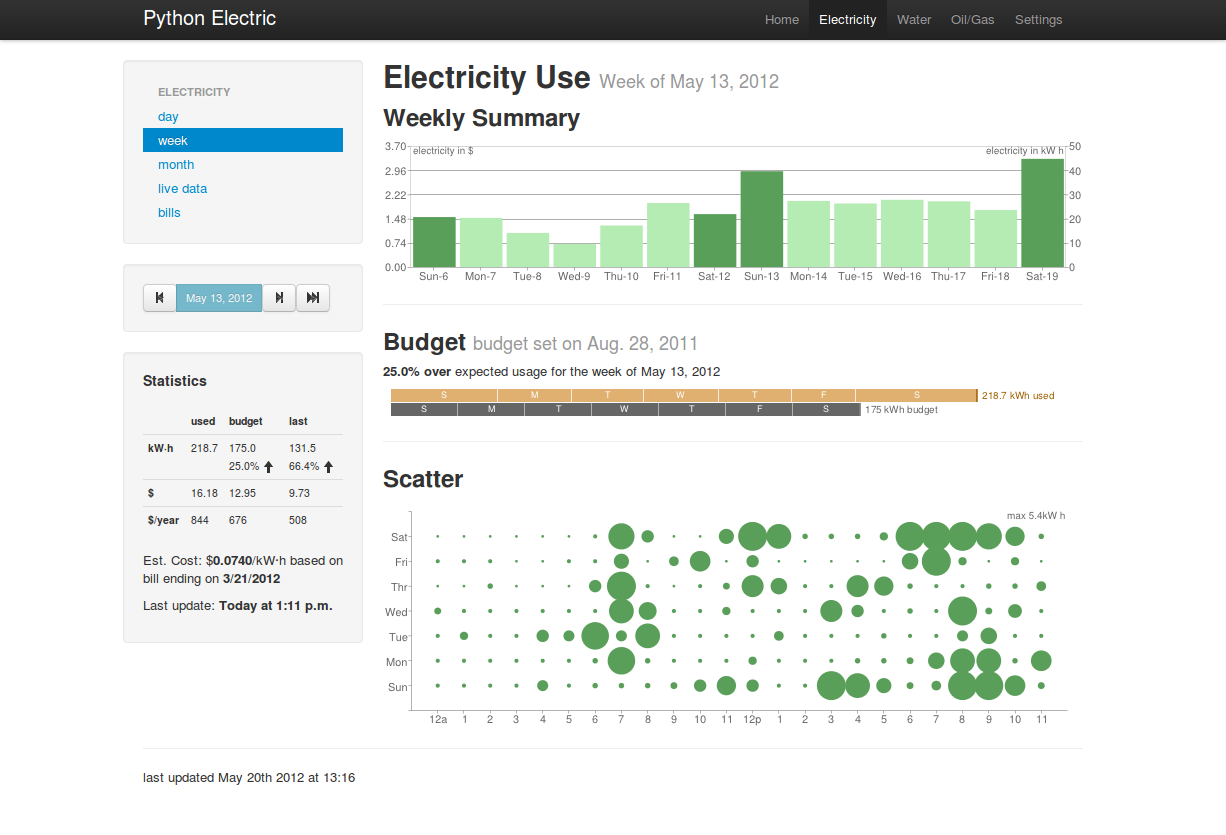 Python Electric
Home Electricity Water Oil/Gas Settings
ELECTRICITY
day
week
month
live data
bills
May 13, 2012
Statistics
used budget last
kW·h 218.7 175.0 131.5
25.0% 66.4%
$ 16.18 12.95 9.73
$/year 844 676 508
Est. Cost: $0.0740/kW·h based on
bill ending on 3/21/2012
Last update: Today at 1:11 p.m.
Electricity Use Week of May 13, 2012
Weekly Summary
electricity in $ electricity in kW h
3.70 50
2.96 40
2.22 30
1.48 20
0.74 10
0.00 0
Sun-6 Mon-7 Tue-8 Wed-9 Thu-10 Fri-11 Sat-12 Sun-13 Mon-14 Tue-15 Wed-16 Thu-17 Fri-18 Sat-19
Budget budget set on Aug. 28, 2011
25.0% over expected usage for the week of May 13, 2012
S M T W T F S 218.7 kWh used
S M T W T F S 175 kWh budget
Scatter
max 5.4kW h
Sat
Fri
Thr
Wed
Tue
Mon
Sun
12a 1 2 3 4 5 6 7 8 9 10 11 12p 1 2 3 4 5 6 7 8 9 10 11
last updated May 20th 2012 at 13:16